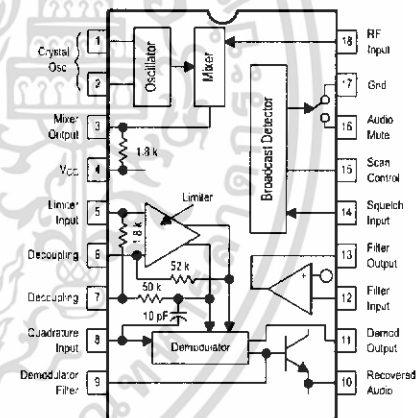 Crystal
Osc
1
2
Oscillator
Mixer
Mixer
Output
3
1.8 k
VCC
4
Limiter
Input
5
Limiter
1.8 k
Decoupling
6
52 k
Decoupling
7
50 k
10 pF
Quadrature
Input
8
Demodulator
Demodulator
Filter
9
18
RF
Input
17
Gnd
16
Audio
Mute
Broadcast Detector
15
Scan
Control
14
Squelch
Input
13
Filter
Output
12
Filter
Input
11
Demod
Output
10
Recovered
Audio